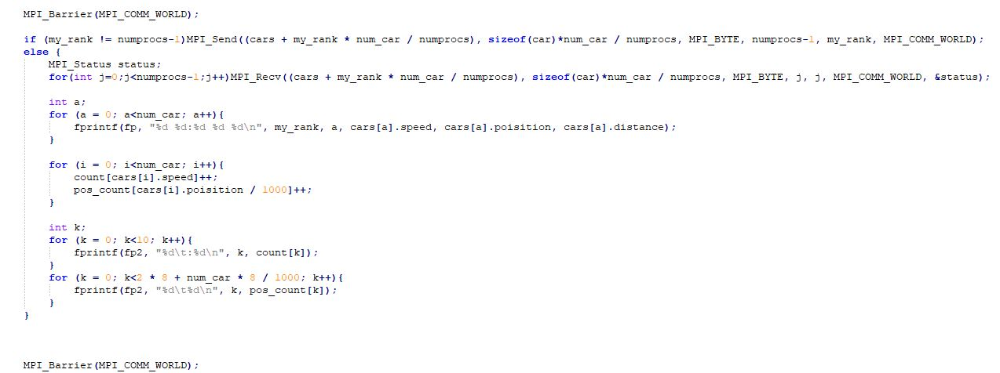 MPI_Barrier(MPI_COMM_WORLD);
if (my_rank != numprocs-1)MPI_Send((cars + my_rank * num_car / numprocs), sizeof(car)*num_car / numprocs, MPI_BYTE, numprocs-1, my_rank, MPI_COMM_WORLD);
else {
MPI_Status status;
for(int j=0;j<numprocs-1;j++)MPI_Recv((cars + my_rank * num_car / numprocs), sizeof(car)*num_car / numprocs, MPI_BYTE, j, j, MPI_COMM_WORLD, &status);
int a;
for (a = 0; a<num_car; a++){
fprintf(fp, "%d %d:%d %d %d\n", my_rank, a, cars[a].speed, cars[a].poisition, cars[a].distance);
}
for (i = 0; i<num_car; i++){
count[cars[i].speed]++;
pos_count[cars[i].poisition / 1000]++;
}
int k;
for (k = 0; k<10; k++){
fprintf(fp2, "%d\t:%d\n", k, count[k]);
}
for (k = 0; k<2 * 8 + num_car * 8 / 1000; k++){
fprintf(fp2, "%d\t%d\n", k, pos_count[k]);
}
}
MPI_Barrier(MPI_COMM_WORLD);